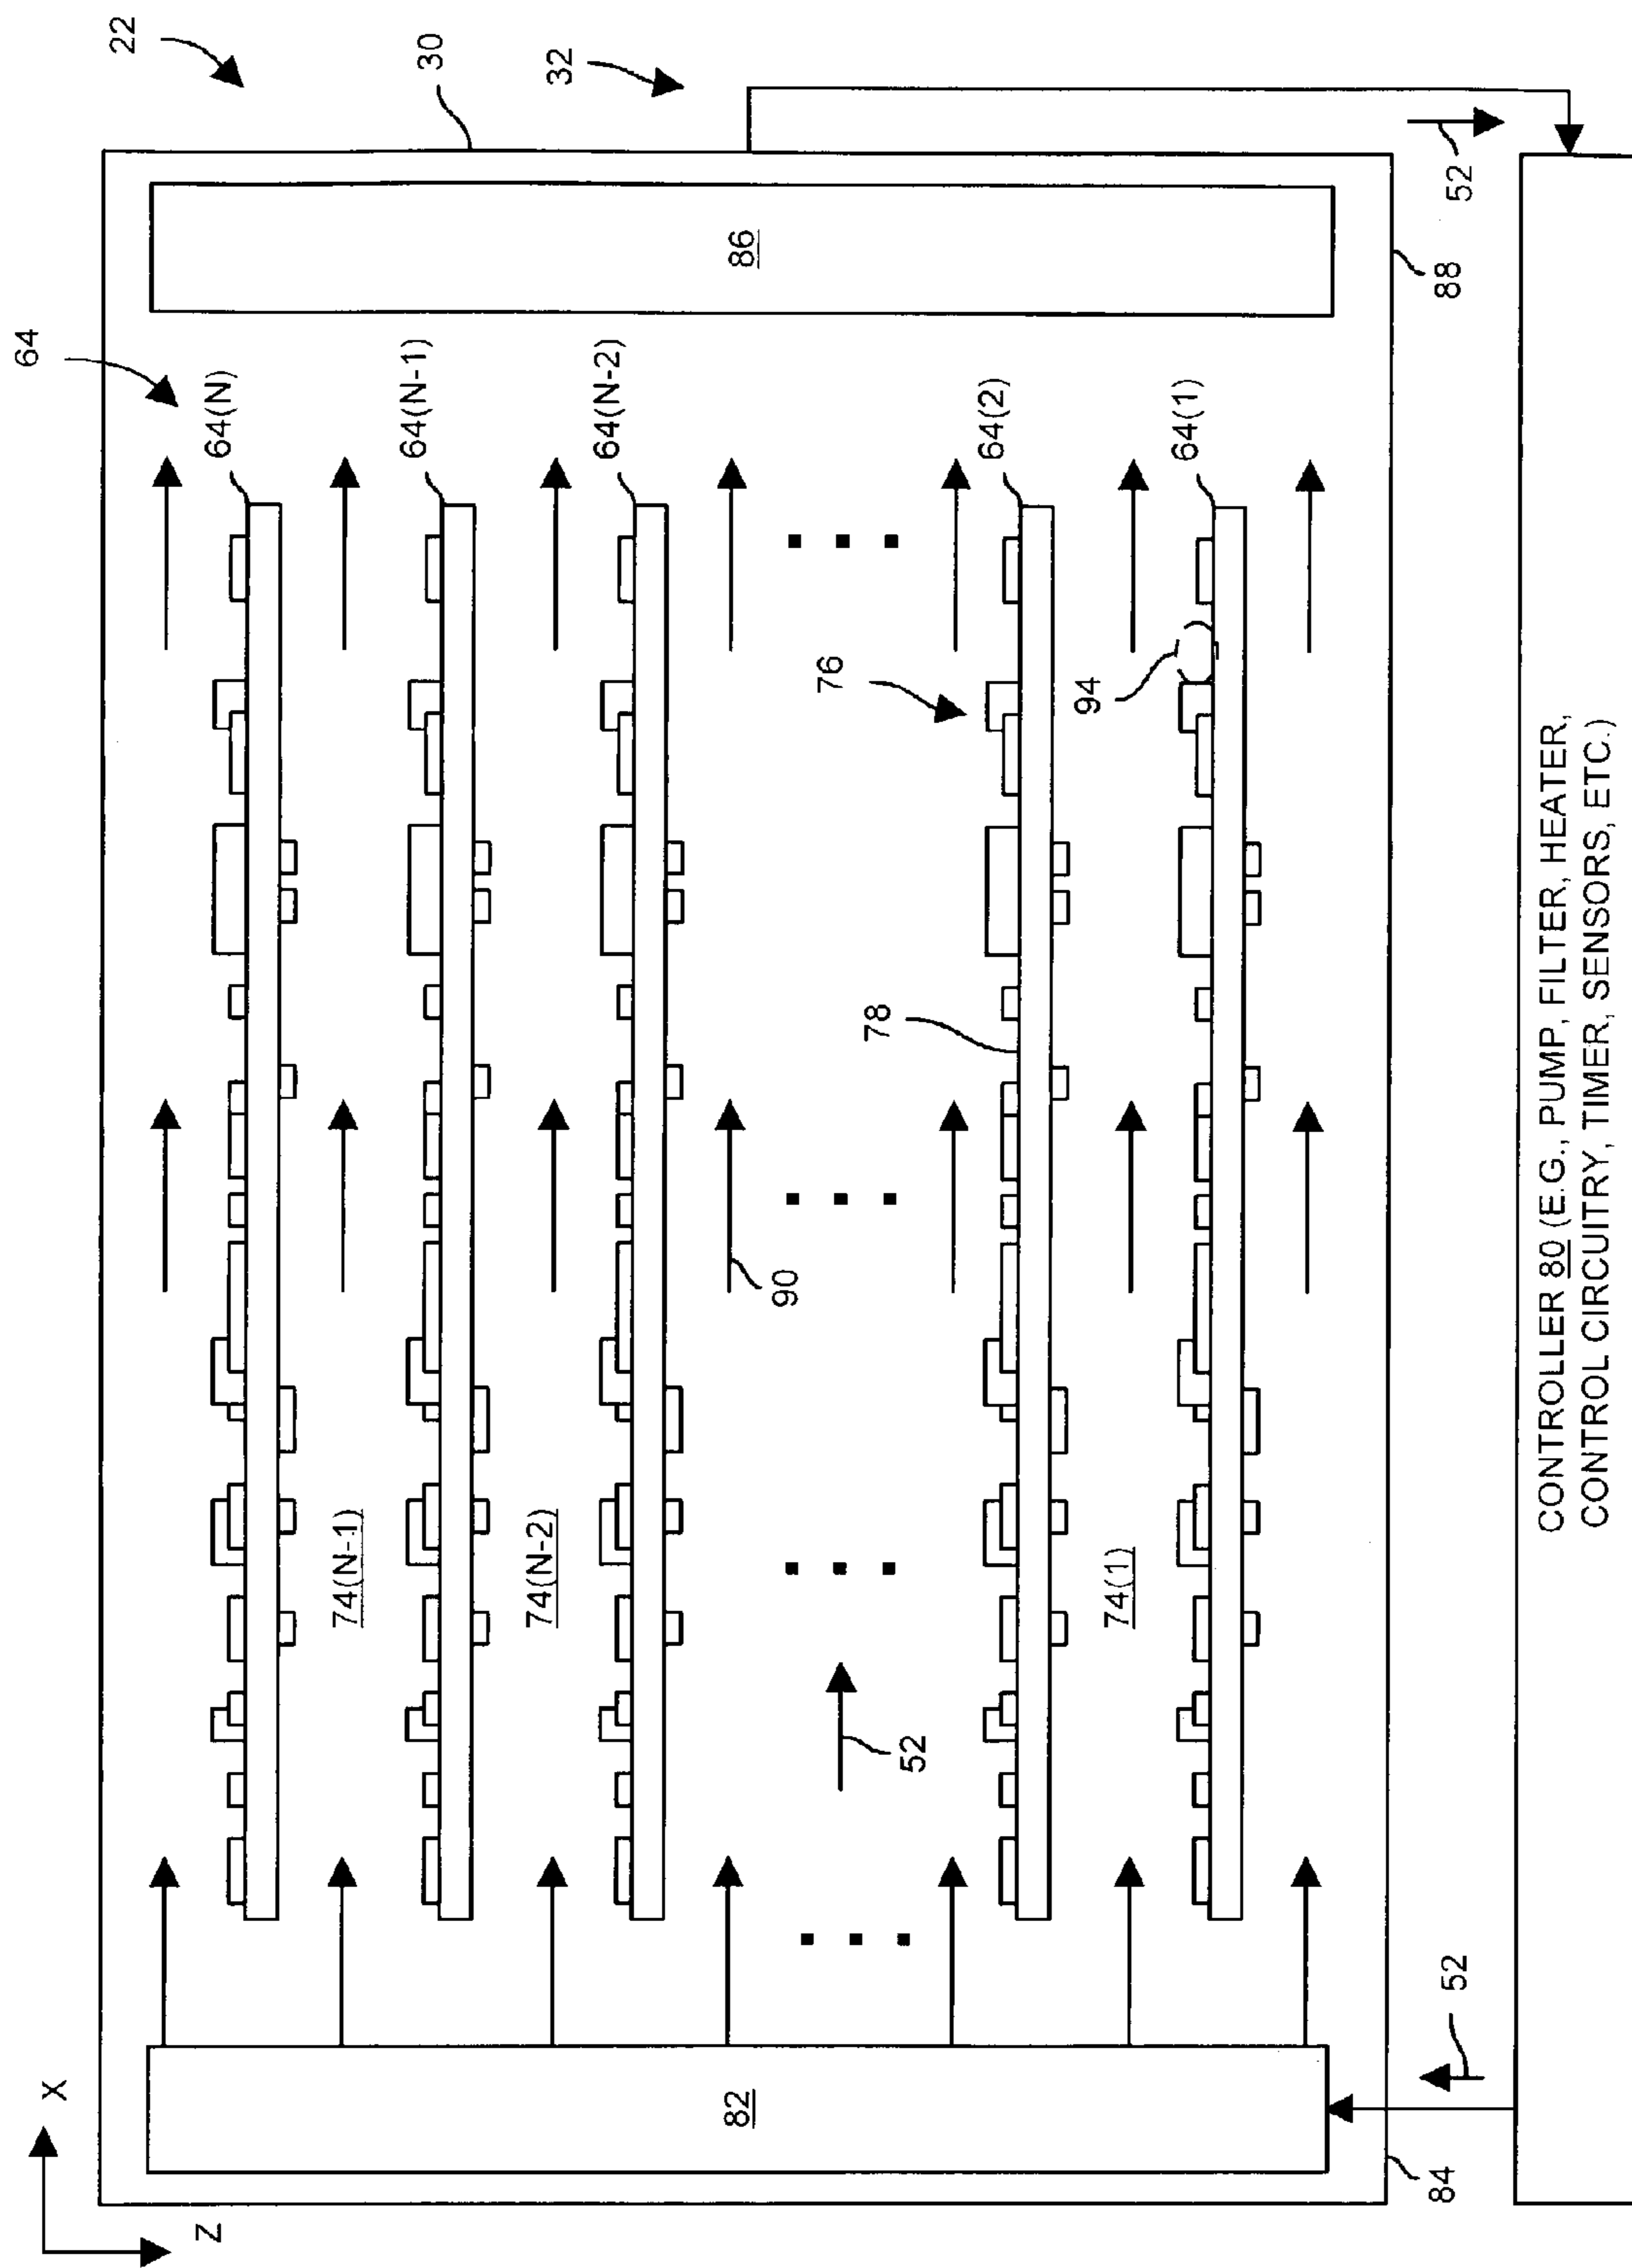 22
30
32
64
64(N)
64(N-1)
64(N-2)
64(2)
64(1)
86
88
52
76
94
78
90
74(N-1)
74(N-2)
74(1)
52
82
84
52
X
Z
CONTROLLER 80 (E.G., PUMP, FILTER, HEATER,
CONTROL CIRCUITRY, TIMER, SENSORS, ETC.)